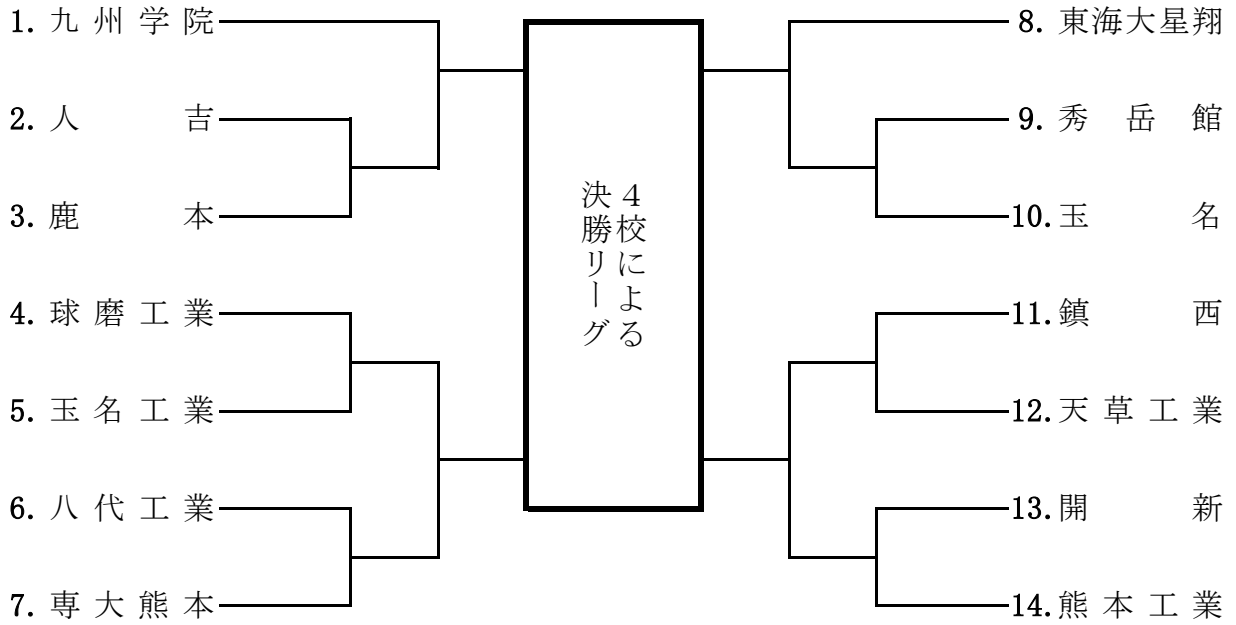 1. 九州学院
2. 人吉
3. 鹿本
4. 球磨工業
5. 玉名工業
6. 八代工業
7. 専大熊本
4校による
決勝リーグ
8. 東海大星翔
9. 秀岳館
10. 玉名
11. 鎮西
12. 天草工業
13. 開新
14. 熊本工業